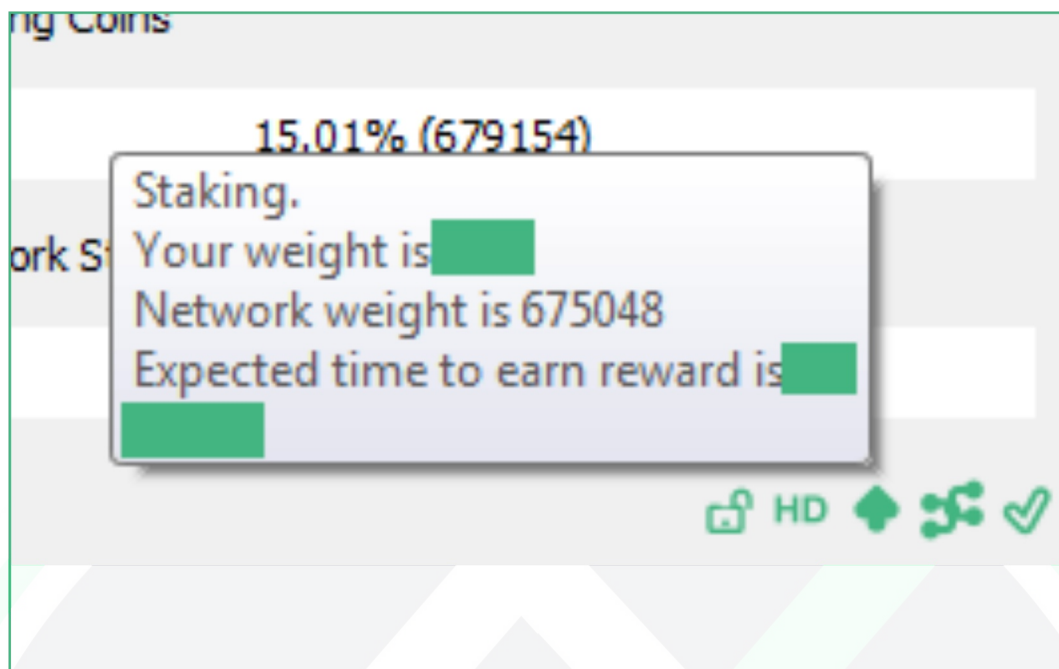 ng Coins
15.01% (679154)
Staking.
ork S
Your weight is
Network weight is 675048
Expected time to earn reward is
HD